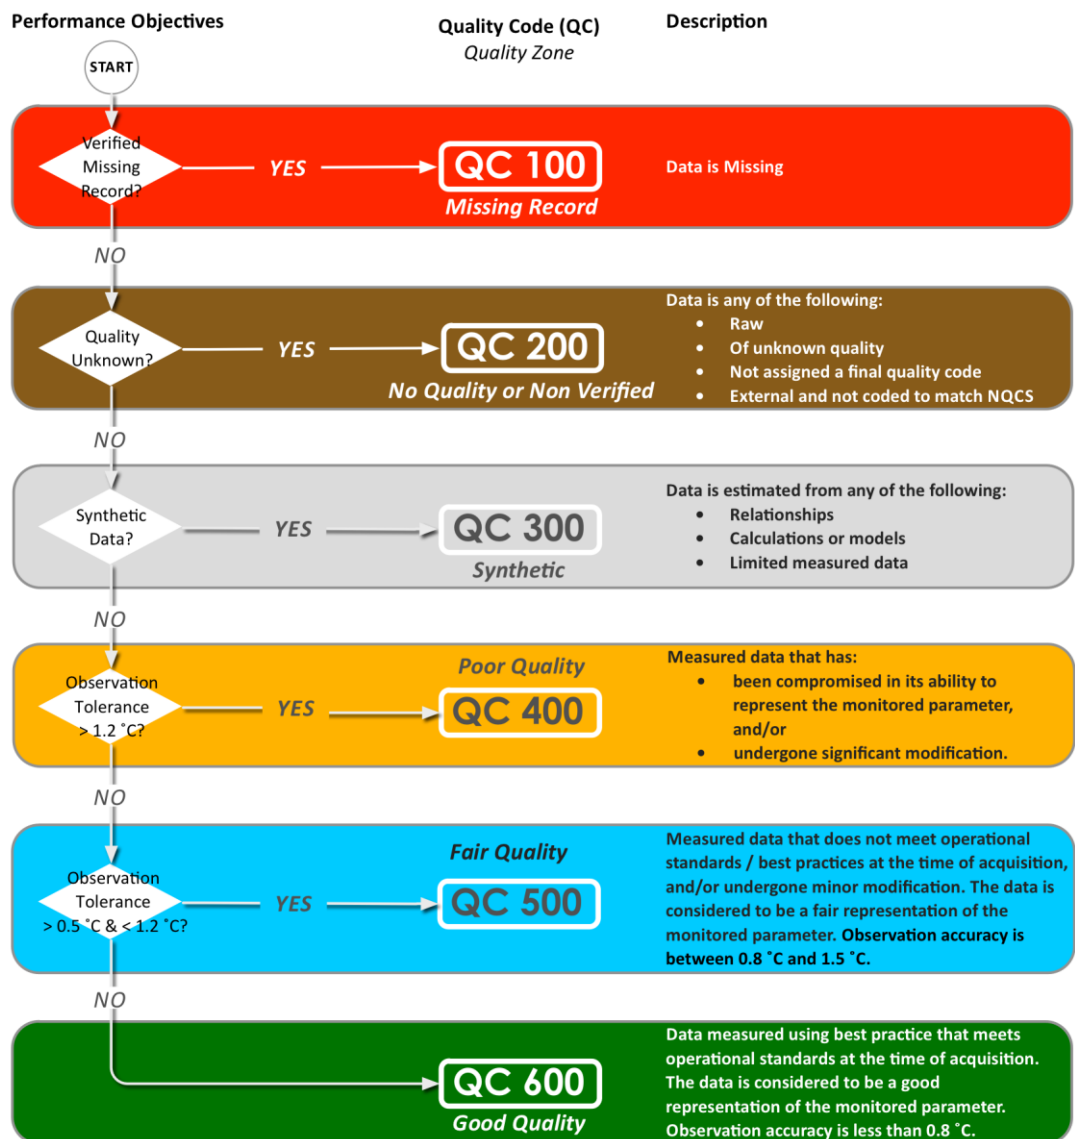 Performance Objectives
Quality Code (QC)
Quality Zone
Description
START
Verified
Missing
Record?
YES
QC 100
Missing Record
Data is Missing
NO
Quality
Unknown?
YES
QC 200
No Quality or Non Verified
Data is any of the following:
• Raw
• Of unknown quality
• Not assigned a final quality code
• External and not coded to match NQCS
NO
Synthetic
Data?
YES
QC 300
Synthetic
Data is estimated from any of the following:
• Relationships
• Calculations or models
• Limited measured data
NO
Observation
Tolerance
> 1.2 ˚C?
YES
Poor Quality
QC 400
Measured data that has:
• been compromised in its ability to
represent the monitored parameter,
and/or
• undergone significant modification.
NO
Observation
Tolerance
> 0.5 ˚C & < 1.2 ˚C?
YES
Fair Quality
QC 500
Measured data that does not meet operational
standards / best practices at the time of acquisition,
and/or undergone minor modification. The data is
considered to be a fair representation of the
monitored parameter. Observation accuracy is
between 0.8 ˚C and 1.5 ˚C.
NO
QC 600
Good Quality
Data measured using best practice that meets
operational standards at the time of acquisition.
The data is considered to be a good
representation of the monitored parameter.
Observation accuracy is less than 0.8 ˚C.